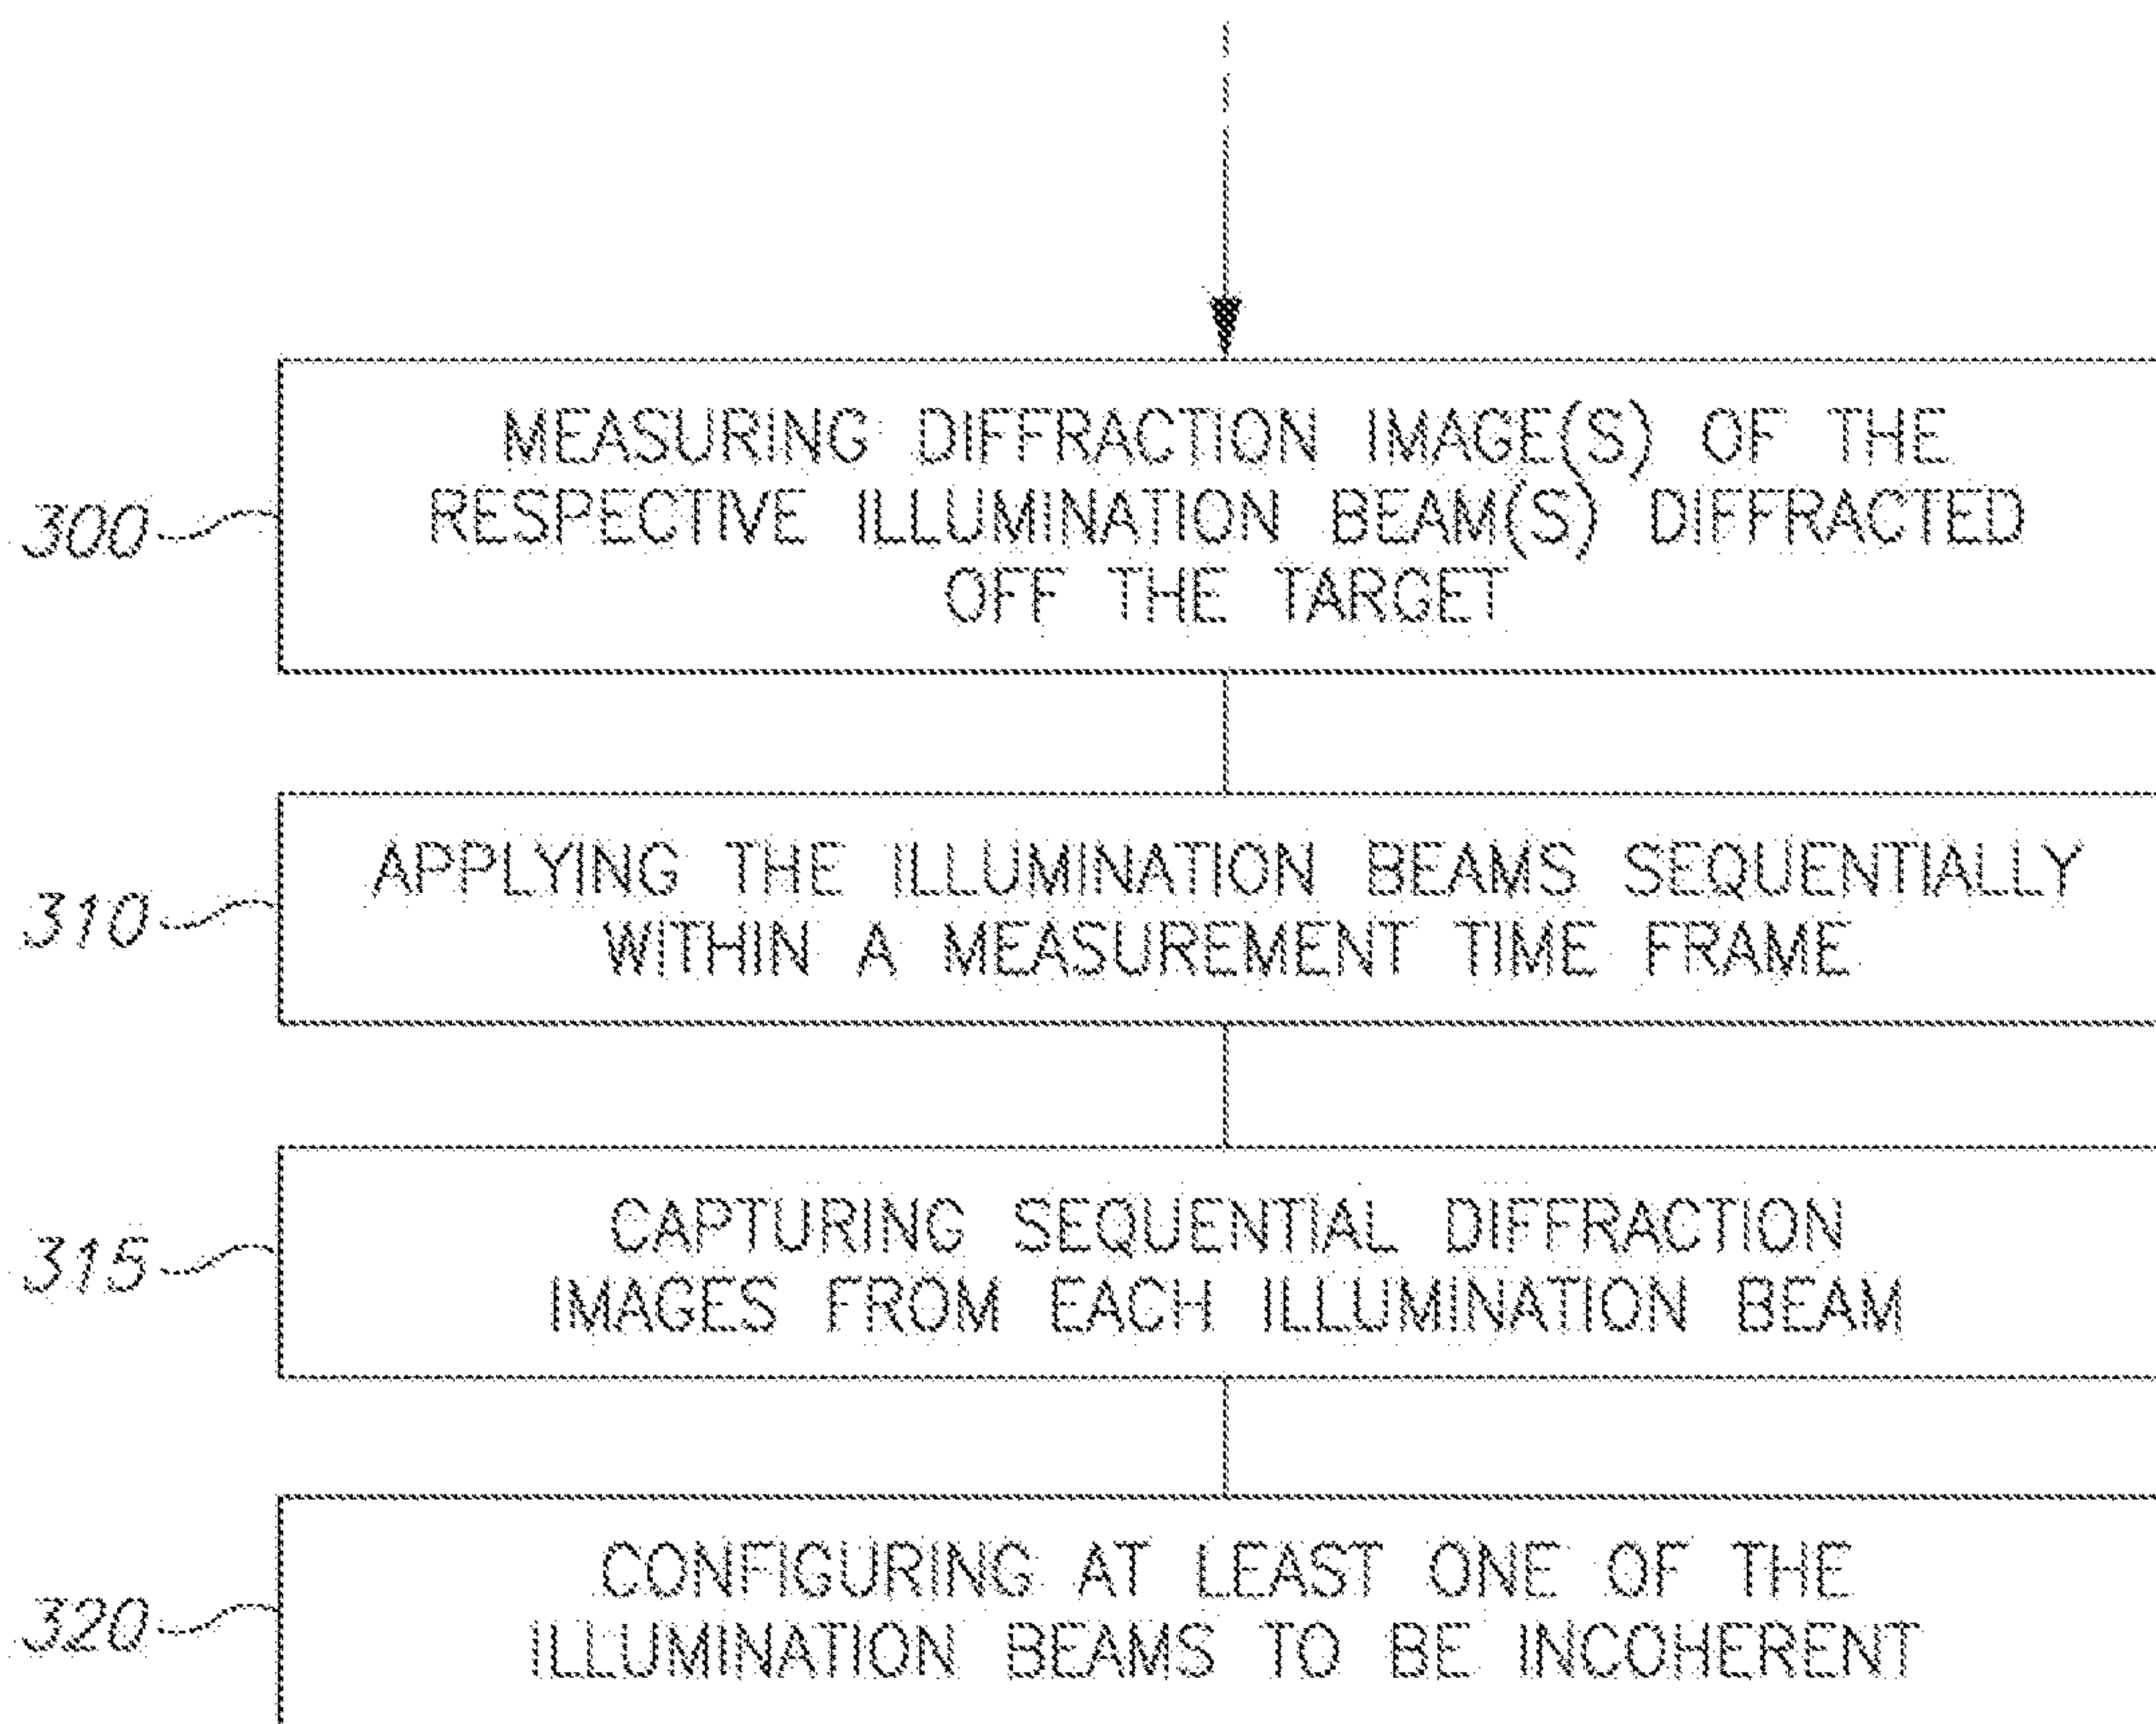 MEASURING DIFFRACTION IMAGE(S) OF THE
RESPECTIVE ILLUMINATION BEAM(S) DIFFRACTED
OFF THE TARGET
300
APPLYING THE ILLUMINATION BEAMS SEQUENTIALLY
WITHIN A MEASUREMENT TIME FRAME
310
CAPTURING SEQUENTIAL DIFFRACTION
IMAGES FROM EACH ILLUMINATION BEAM
315
CONFIGURING AT LEAST ONE OF THE
ILLUMINATION BEAMS TO BE INCOHERENT
320